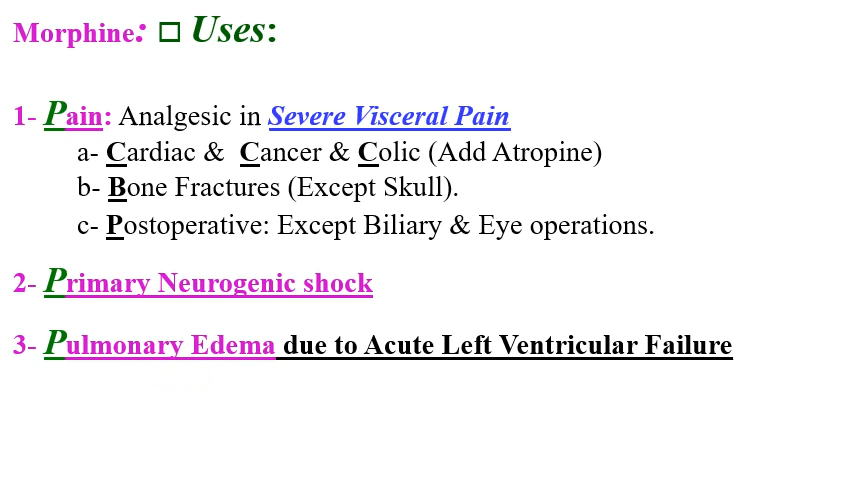 Morphine: □ Uses:
1- Pain: Analgesic in Severe Visceral Pain
a- Cardiac & Cancer & Colic (Add Atropine)
b- Bone Fractures (Except Skull).
c- Postoperative: Except Biliary & Eye operations.
2- Primary Neurogenic shock
3- Pulmonary Edema due to Acute Left Ventricular Failure